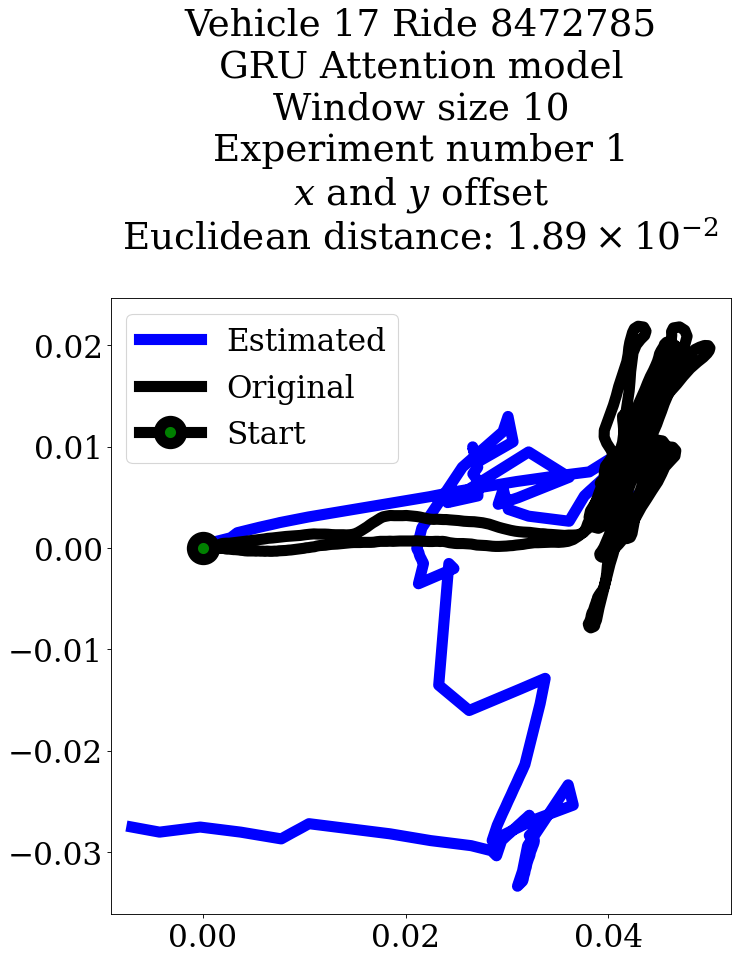 Vehicle 17 Ride 8472785
GRU Attention model
Window size 10
Experiment number 1
x and y offset
Euclidean distance: 1.89 × 10⁻²
Estimated
Original
Start
0.02
0.01
0.00
−0.01
−0.02
−0.03
0.00 0.02 0.04